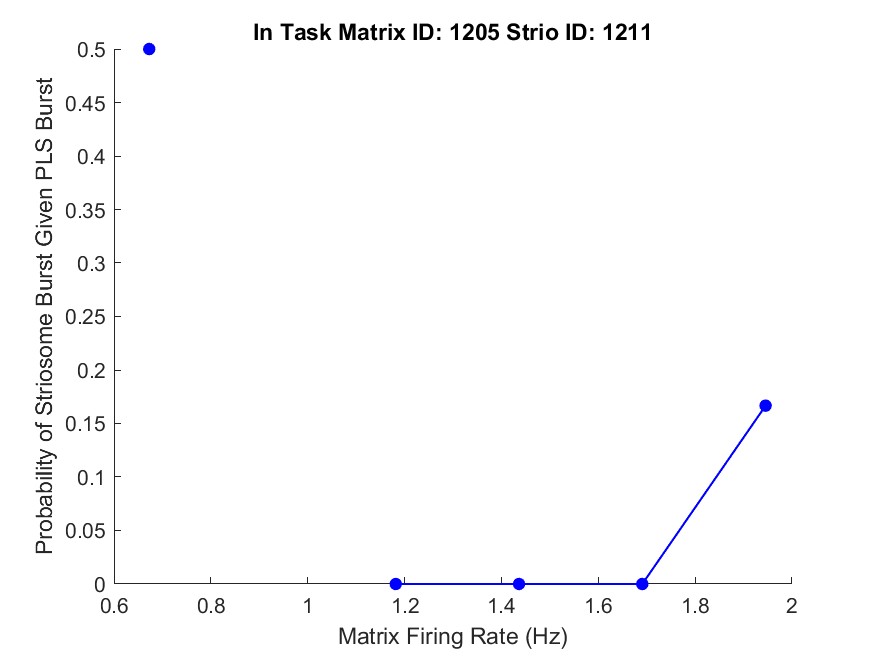 In Task Matrix ID: 1205 Strio ID: 1211
Probability of Striosome Burst Given PLS Burst
0.5
0.45
0.4
0.35
0.3
0.25
0.2
0.15
0.1
0.05
0
0.6 0.8 1 1.2 1.4 1.6 1.8 2
Matrix Firing Rate (Hz)